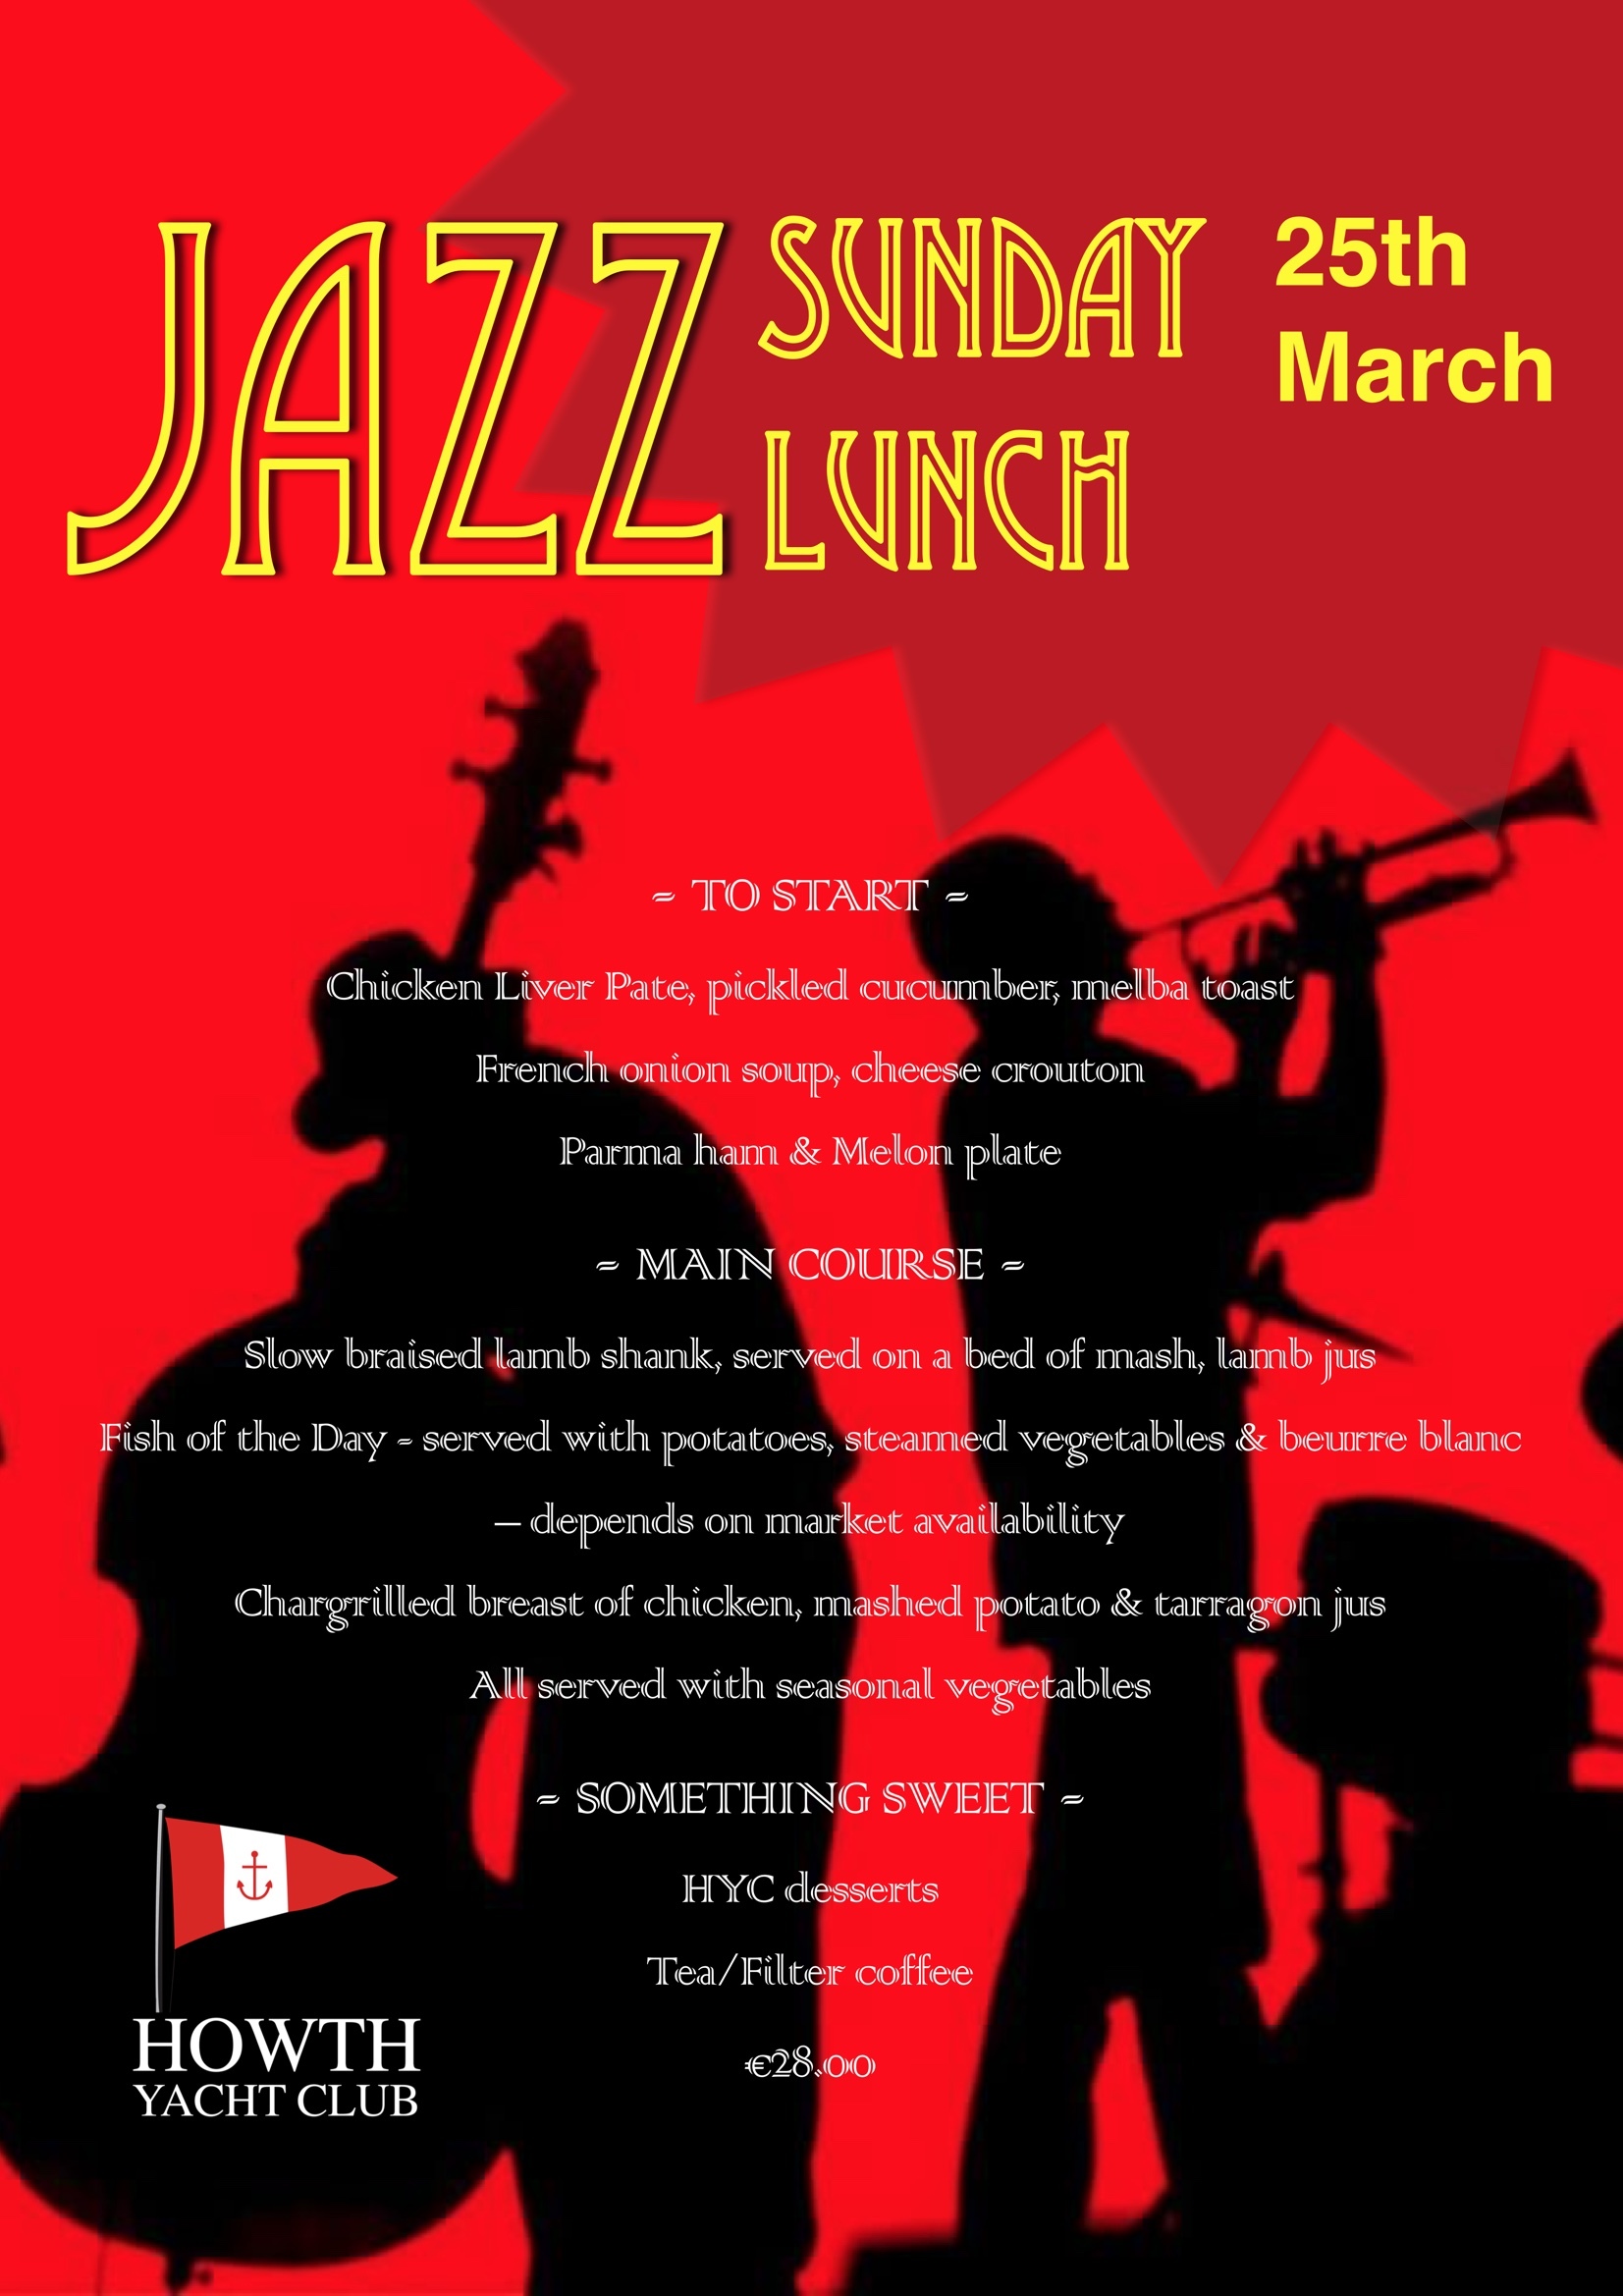 JAZZ
SUNDAY
LUNCH
25th
March
~ TO START ~
Chicken Liver Pate, pickled cucumber, melba toast
French onion soup, cheese crouton
Parma ham & Melon plate
~ MAIN COURSE ~
Slow braised lamb shank, served on a bed of mash, lamb jus
Fish of the Day - served with potatoes, steamed vegetables & beurre blanc
– depends on market availability
Chargrilled breast of chicken, mashed potato & tarragon jus
All served with seasonal vegetables
~ SOMETHING SWEET ~
HYC desserts
Tea/Filter coffee
€28.00
HOWTH
YACHT CLUB